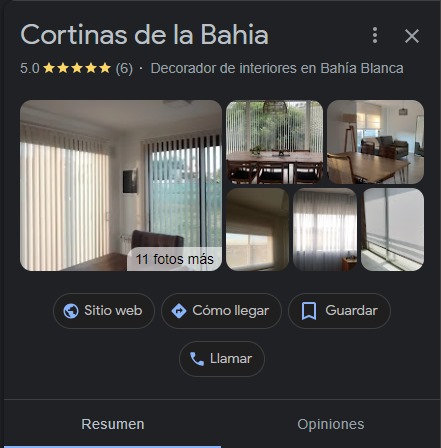 Cortinas de la Bahia
5.0 ★★★★★ (6) · Decorador de interiores en Bahía Blanca
11 fotos más
Sitio web
Cómo llegar
Guardar
Llamar
Resumen
Opiniones